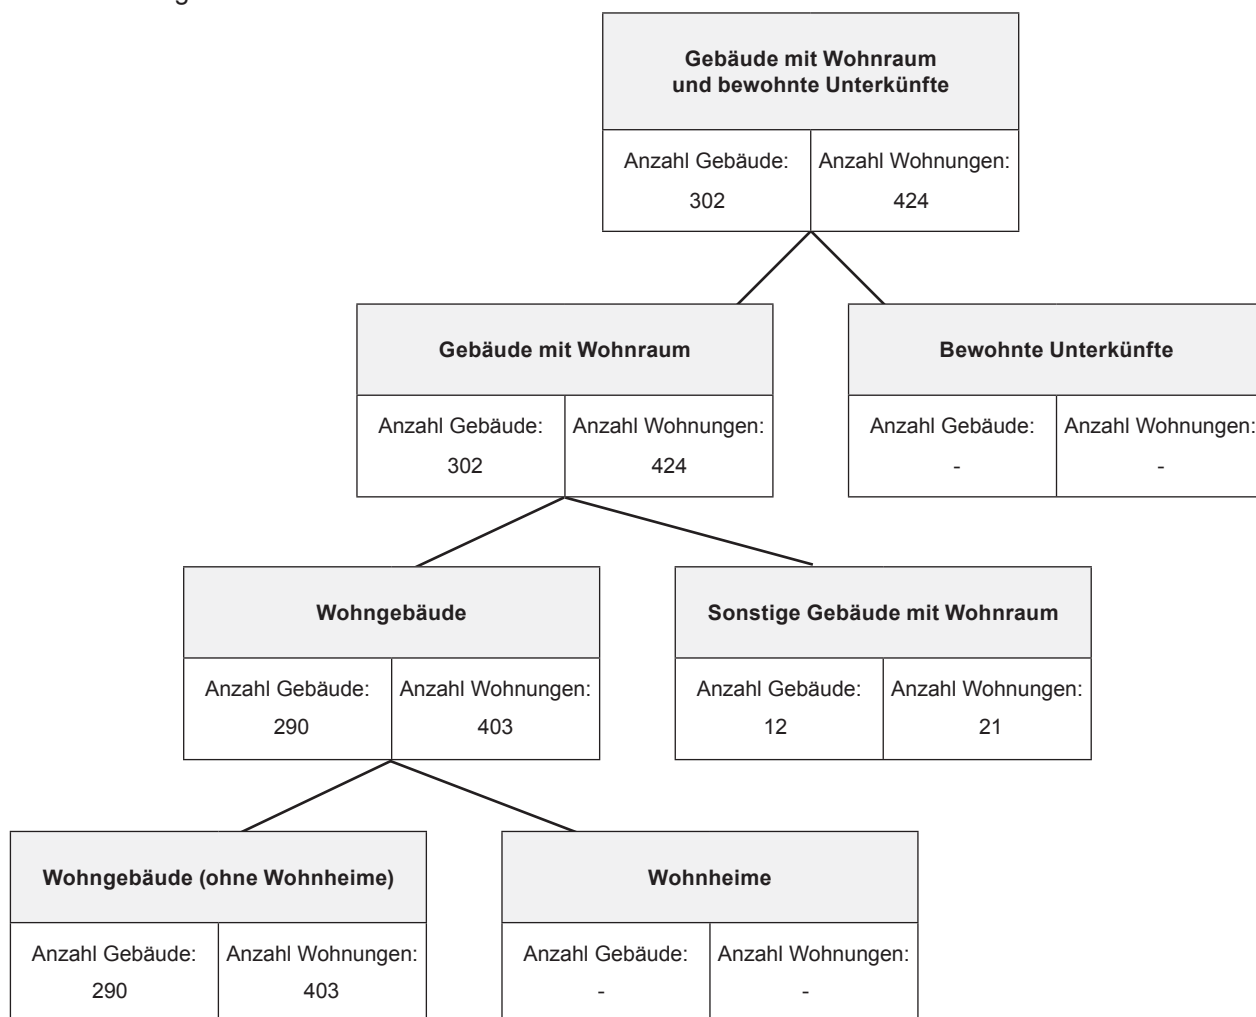 Gebäude mit Wohnraum
und bewohnte Unterkünfte
Anzahl Gebäude: Anzahl Wohnungen:
302 424
Gebäude mit Wohnraum
Anzahl Gebäude: Anzahl Wohnungen:
302 424
Bewohnte Unterkünfte
Anzahl Gebäude: Anzahl Wohnungen:
- -
Wohngebäude
Anzahl Gebäude: Anzahl Wohnungen:
290 403
Sonstige Gebäude mit Wohnraum
Anzahl Gebäude: Anzahl Wohnungen:
12 21
Wohngebäude (ohne Wohnheime)
Anzahl Gebäude: Anzahl Wohnungen:
290 403
Wohnheime
Anzahl Gebäude: Anzahl Wohnungen:
- -